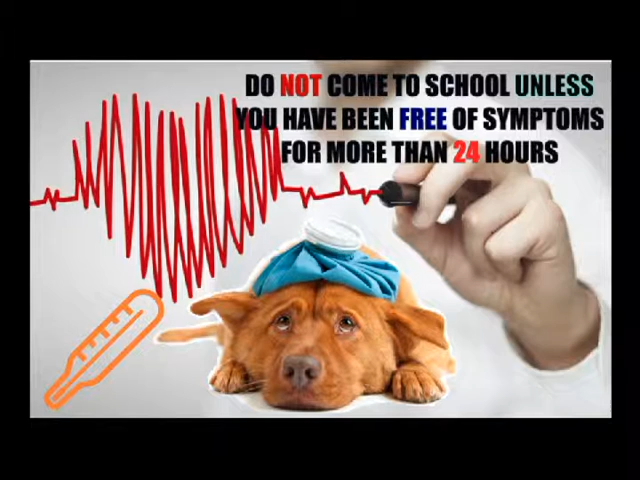 DO NOT COME TO SCHOOL UNLESS
YOU HAVE BEEN FREE OF SYMPTOMS
FOR MORE THAN 24 HOURS